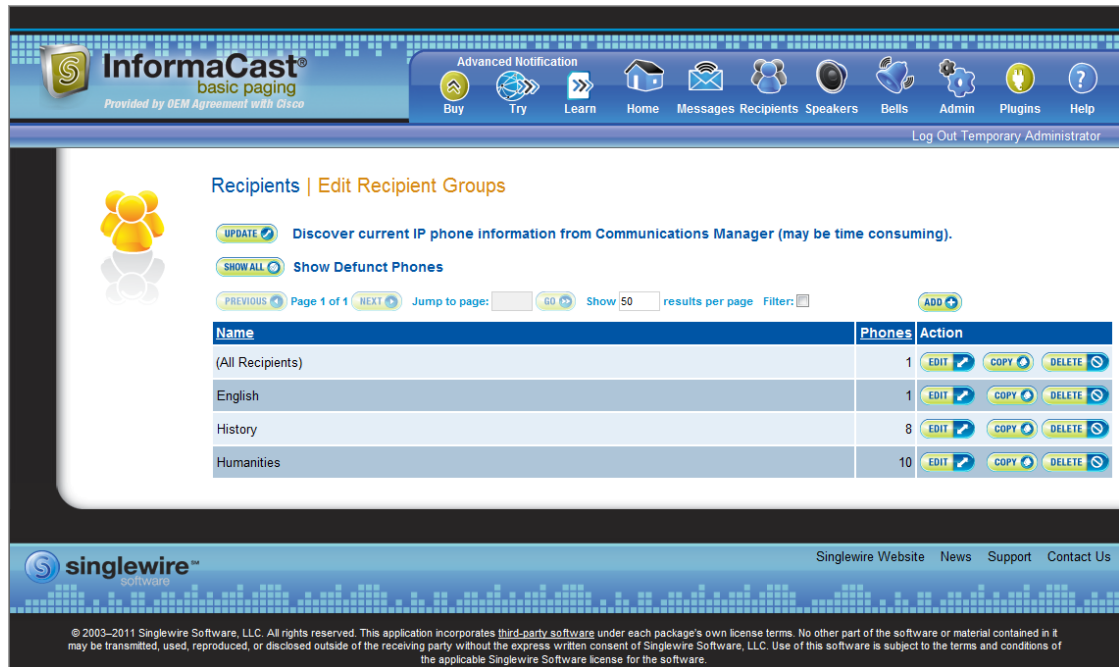 InformaCast®
basic paging
Provided by OEM Agreement with Cisco
Advanced Notification
Buy Try Learn Home Messages Recipients Speakers Bells Admin Plugins Help
Log Out Temporary Administrator
Recipients | Edit Recipient Groups
UPDATE Discover current IP phone information from Communications Manager (may be time consuming).
SHOW ALL Show Defunct Phones
PREVIOUS Page 1 of 1 NEXT Jump to page: GO Show 50 results per page Filter: ADD
Name Phones Action
(All Recipients) 1 EDIT COPY DELETE
English 1 EDIT COPY DELETE
History 8 EDIT COPY DELETE
Humanities 10 EDIT COPY DELETE
singlewire℠
software
Singlewire Website News Support Contact Us
© 2003–2011 Singlewire Software, LLC. All rights reserved. This application incorporates third-party software under each package's own license terms. No other part of the software or material contained in it
may be transmitted, used, reproduced, or disclosed outside of the receiving party without the express written consent of Singlewire Software, LLC. Use of this software is subject to the terms and conditions of
the applicable Singlewire Software license for the software.